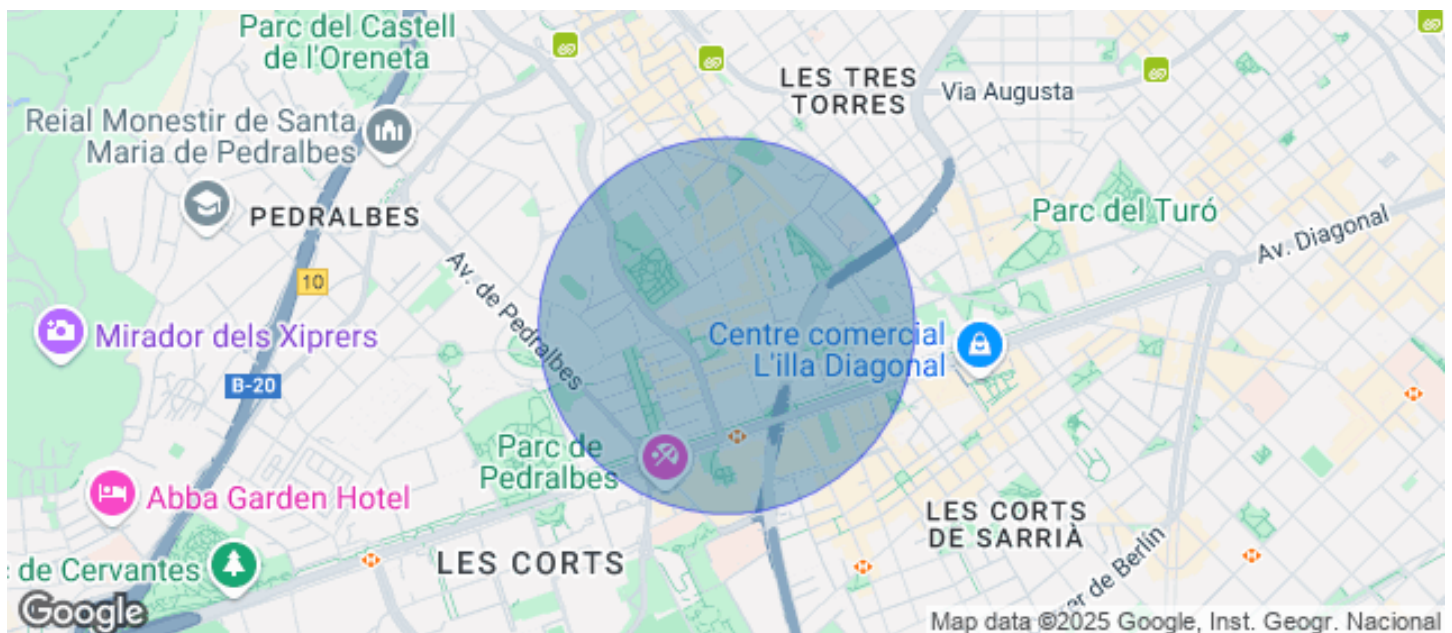 Parc del Castell
de l'Oreneta
LES TRES
TORRES
Via Augusta
Reial Monestir de Santa
Maria de Pedralbes
PEDRALBES
Parc del Turó
Av. Diagonal
Av. de Pedralbes
10
Mirador dels Xiprers
Centre comercial
L'illa Diagonal
B-20
Parc de
Pedralbes
Abba Garden Hotel
LES CORTS
DE SARRIÀ
LES CORTS
de Cervantes
er de Berlín
Google
Map data ©2025 Google, Inst. Geogr. Nacional